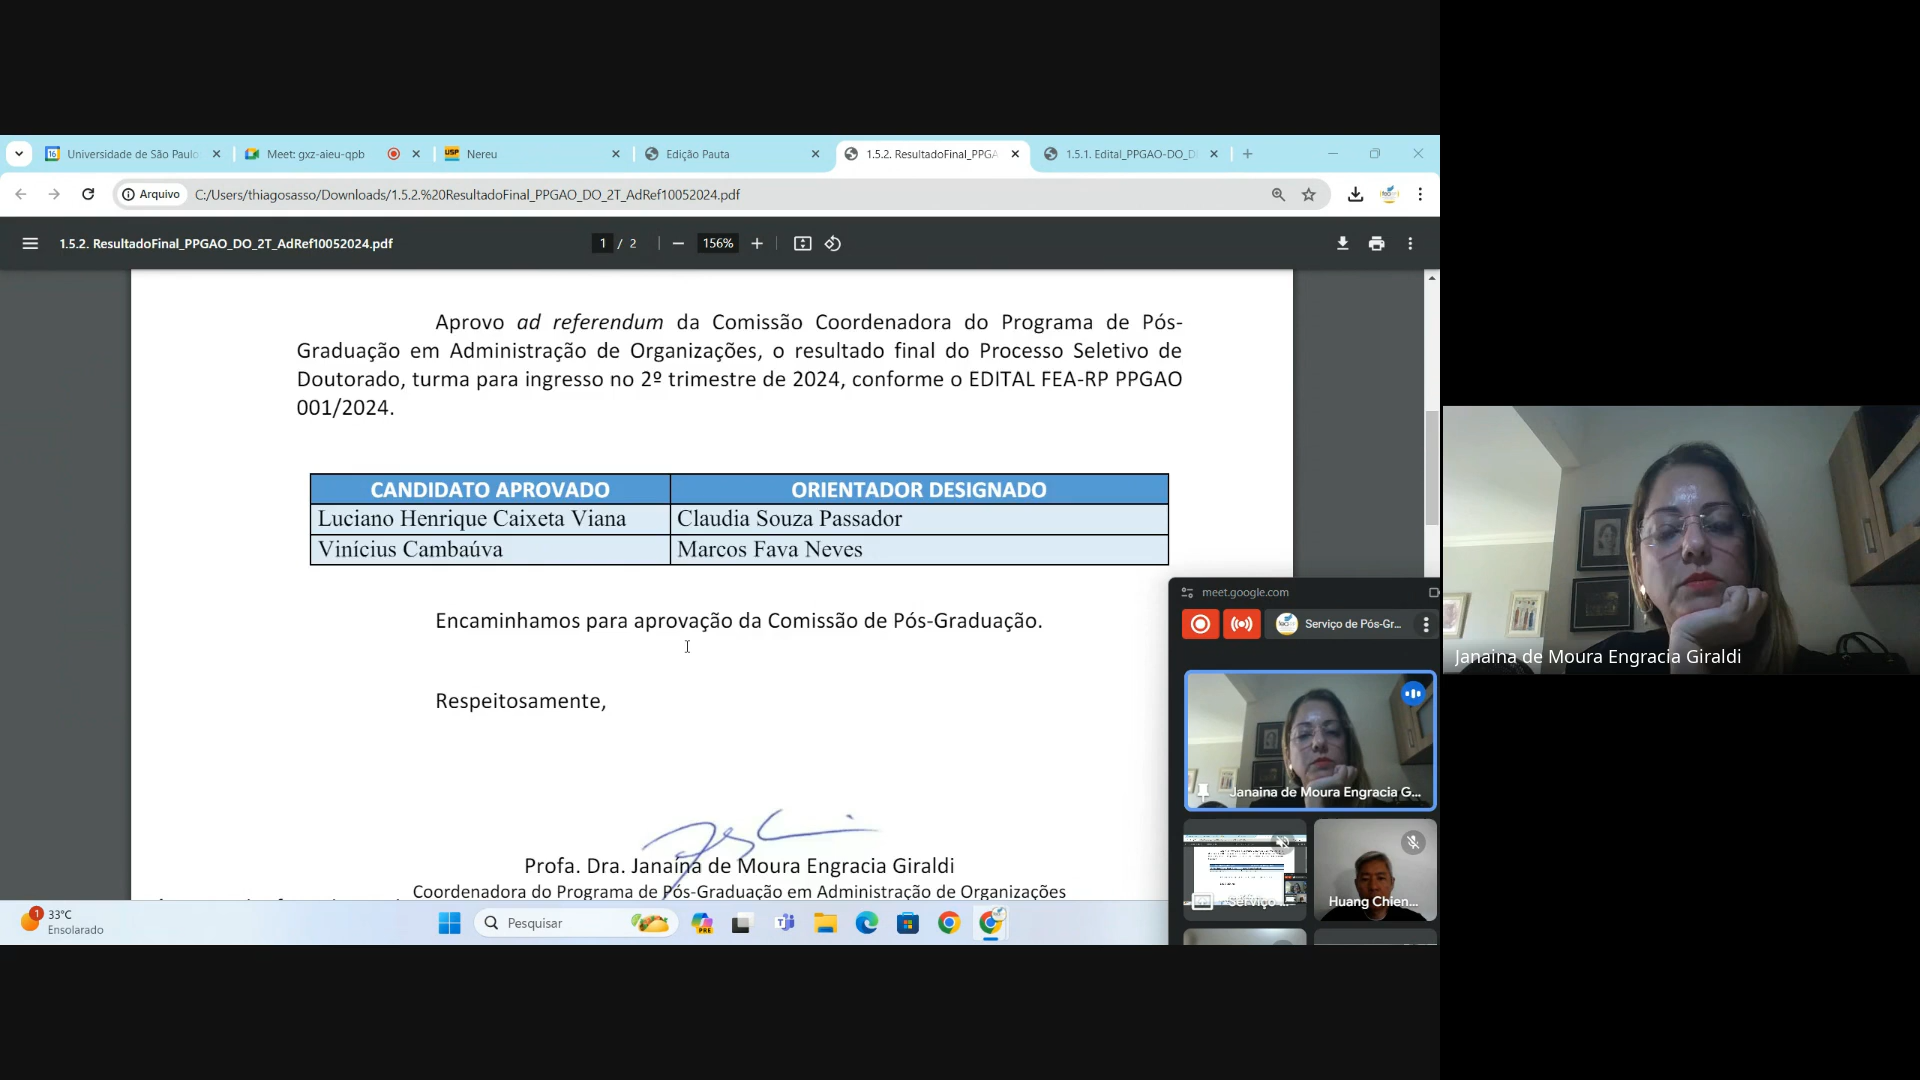 Universidade de São Paulo
Meet: gxz-aieu-qpb
Nereu
Edição Pauta
1.5.2. ResultadoFinal_PPGA
1.5.1. Edital_PPGAO-DO_D
Arquivo
C:/Users/thiagosasso/Downloads/1.5.2.%20ResultadoFinal_PPGAO_DO_2T_AdRef10052024.pdf
1.5.2. ResultadoFinal_PPGAO_DO_2T_AdRef10052024.pdf
1 / 2
156%
Aprovo ad referendum da Comissão Coordenadora do Programa de Pós-
Graduação em Administração de Organizações, o resultado final do Processo Seletivo de
Doutorado, turma para ingresso no 2º trimestre de 2024, conforme o EDITAL FEA-RP PPGAO
001/2024.
CANDIDATO APROVADO ORIENTADOR DESIGNADO
Luciano Henrique Caixeta Viana Claudia Souza Passador
Vinícius Cambaúva Marcos Fava Neves
Encaminhamos para aprovação da Comissão de Pós-Graduação.
Respeitosamente,
Profa. Dra. Janaina de Moura Engracia Giraldi
Coordenadora do Programa de Pós-Graduação em Administração de Organizações
meet.google.com
Serviço de Pós-Gr...
Janaina de Moura Engracia G...
Serviço ...
Huang Chien...
Janaina de Moura Engracia Giraldi
1
33°C
Ensolarado
Pesquisar
PRE